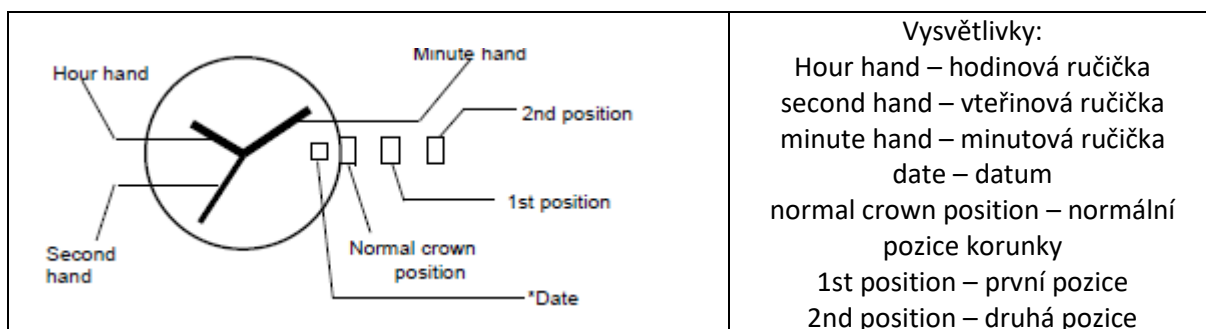 Hour hand
Minute hand
2nd position
1st position
Second
hand
Normal crown
position
*Date
Vysvětlivky:
Hour hand – hodinová ručička
second hand – vteřinová ručička
minute hand – minutová ručička
date – datum
normal crown position – normální
pozice korunky
1st position – první pozice
2nd position – druhá pozice